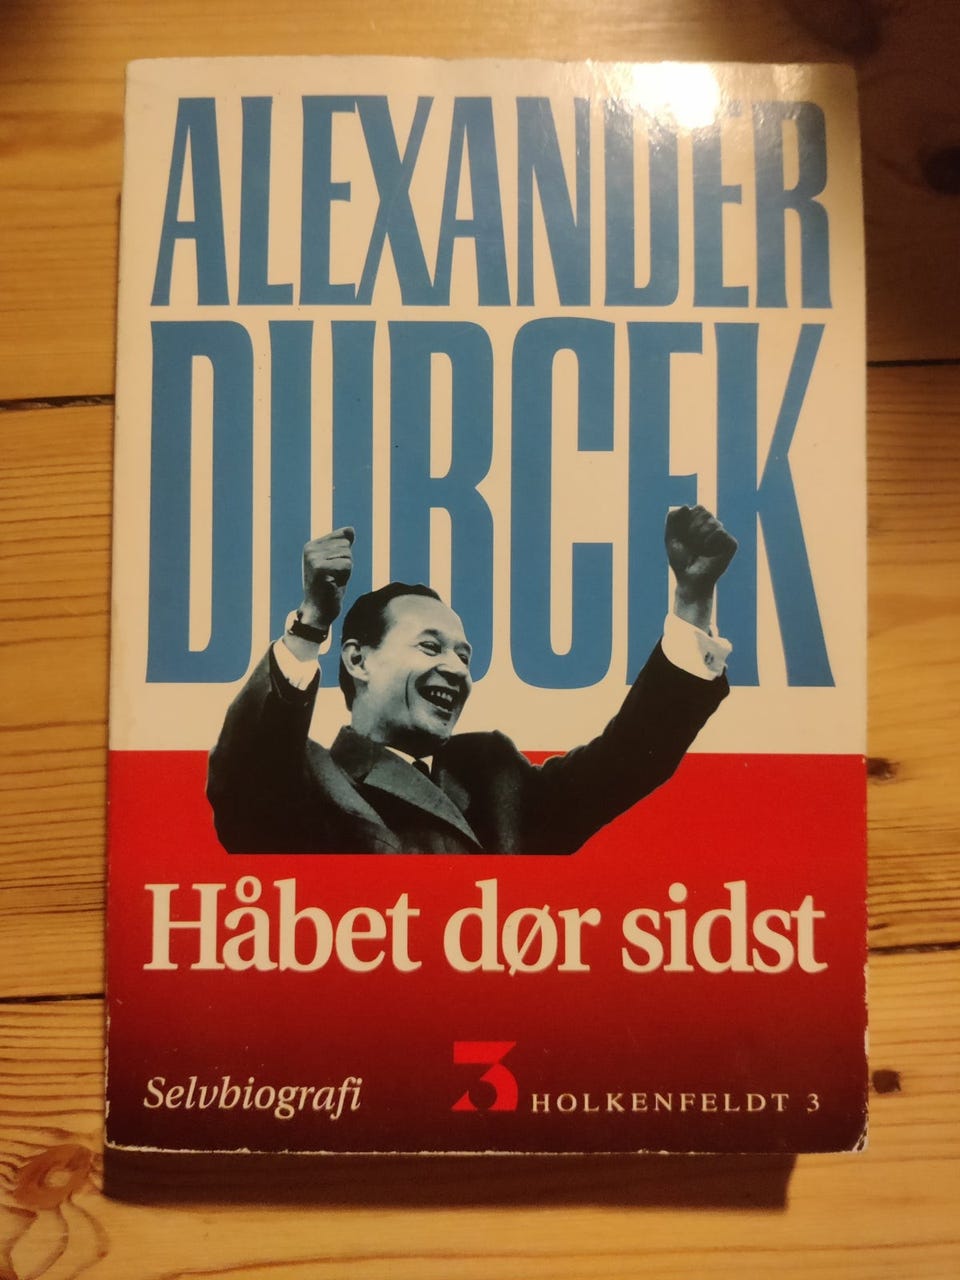 ALEXANDER
DUBCEK
Håbet dør sidst
Selvbiografi
3 HOLKENFELDT 3